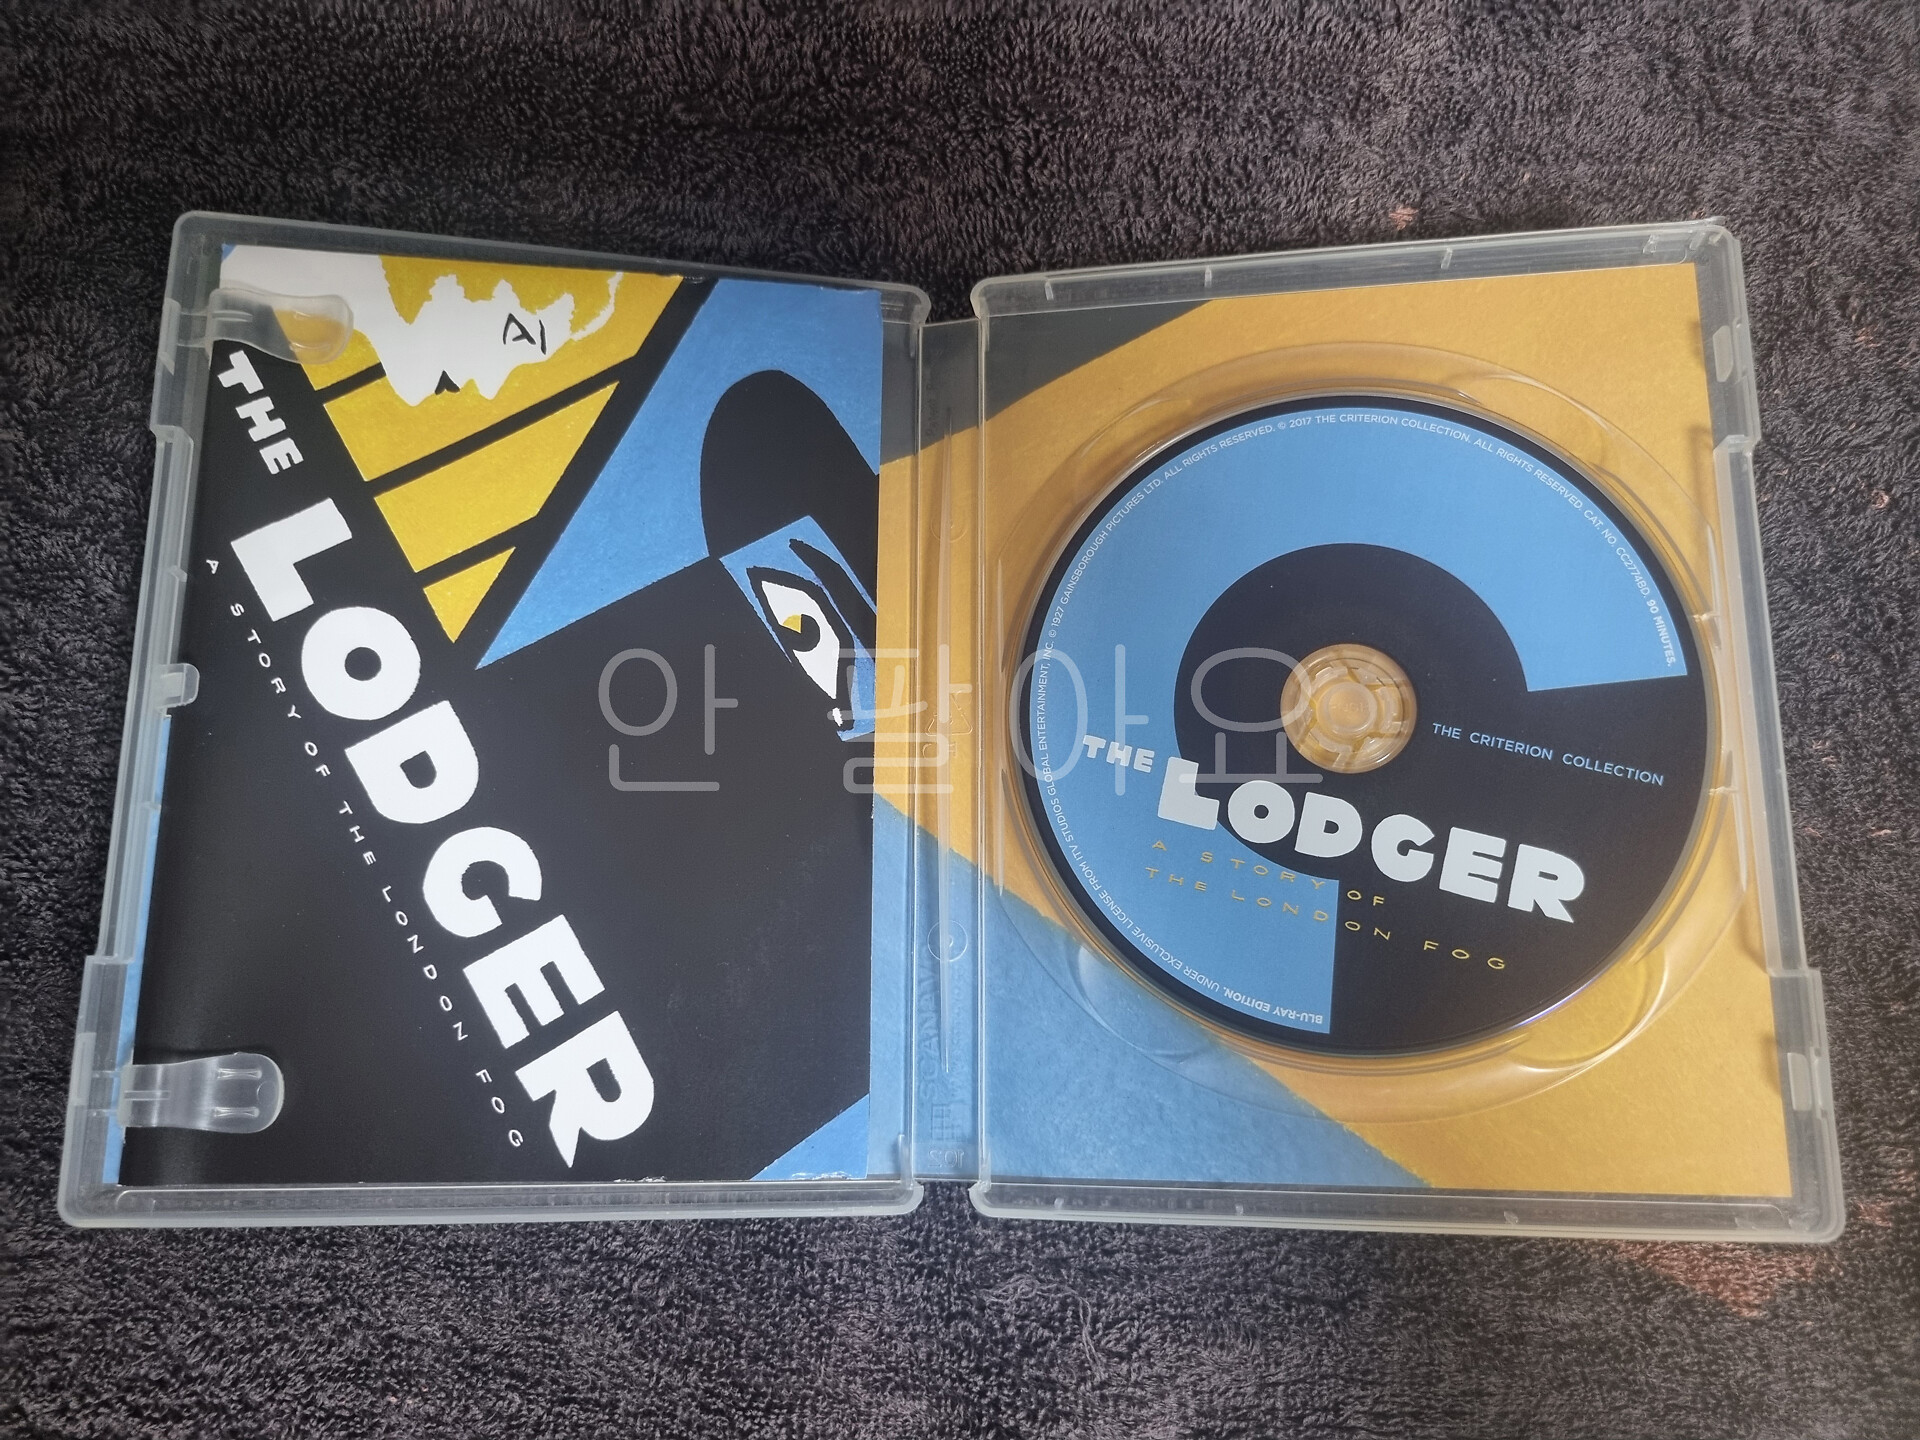 THE LODGER
A STORY OF THE LONDON FOG
안 팔아요
THE CRITERION COLLECTION
THE LODGER
A STORY OF
THE LONDON FOG
BLU-RAY EDITION. UNDER EXCLUSIVE LICENSE FROM ITV STUDIOS GLOBAL ENTERTAINMENT, INC. © 1927 GAINSBOROUGH PICTURES LTD. ALL RIGHTS RESERVED. © 2017 THE CRITERION COLLECTION. ALL RIGHTS RESERVED. CAT. NO. CC2774BD. 90 MINUTES.
SCANAVO